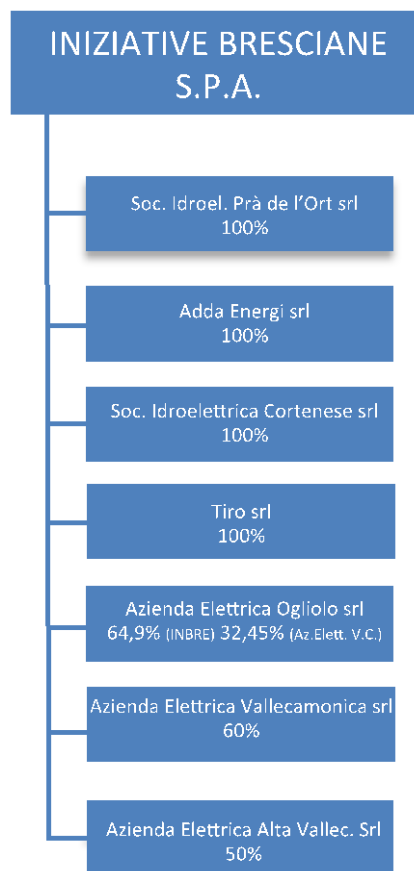 INIZIATIVE BRESCIANE
S.P.A.
Soc. Idroel. Prà de l'Ort srl
100%
Adda Energi srl
100%
Soc. Idroelettrica Cortenese srl
100%
Tiro srl
100%
Azienda Elettrica Ogliolo srl
64,9% (INBRE) 32,45% (Az.Elett. V.C.)
Azienda Elettrica Vallecamonica srl
60%
Azienda Elettrica Alta Vallec. Srl
50%